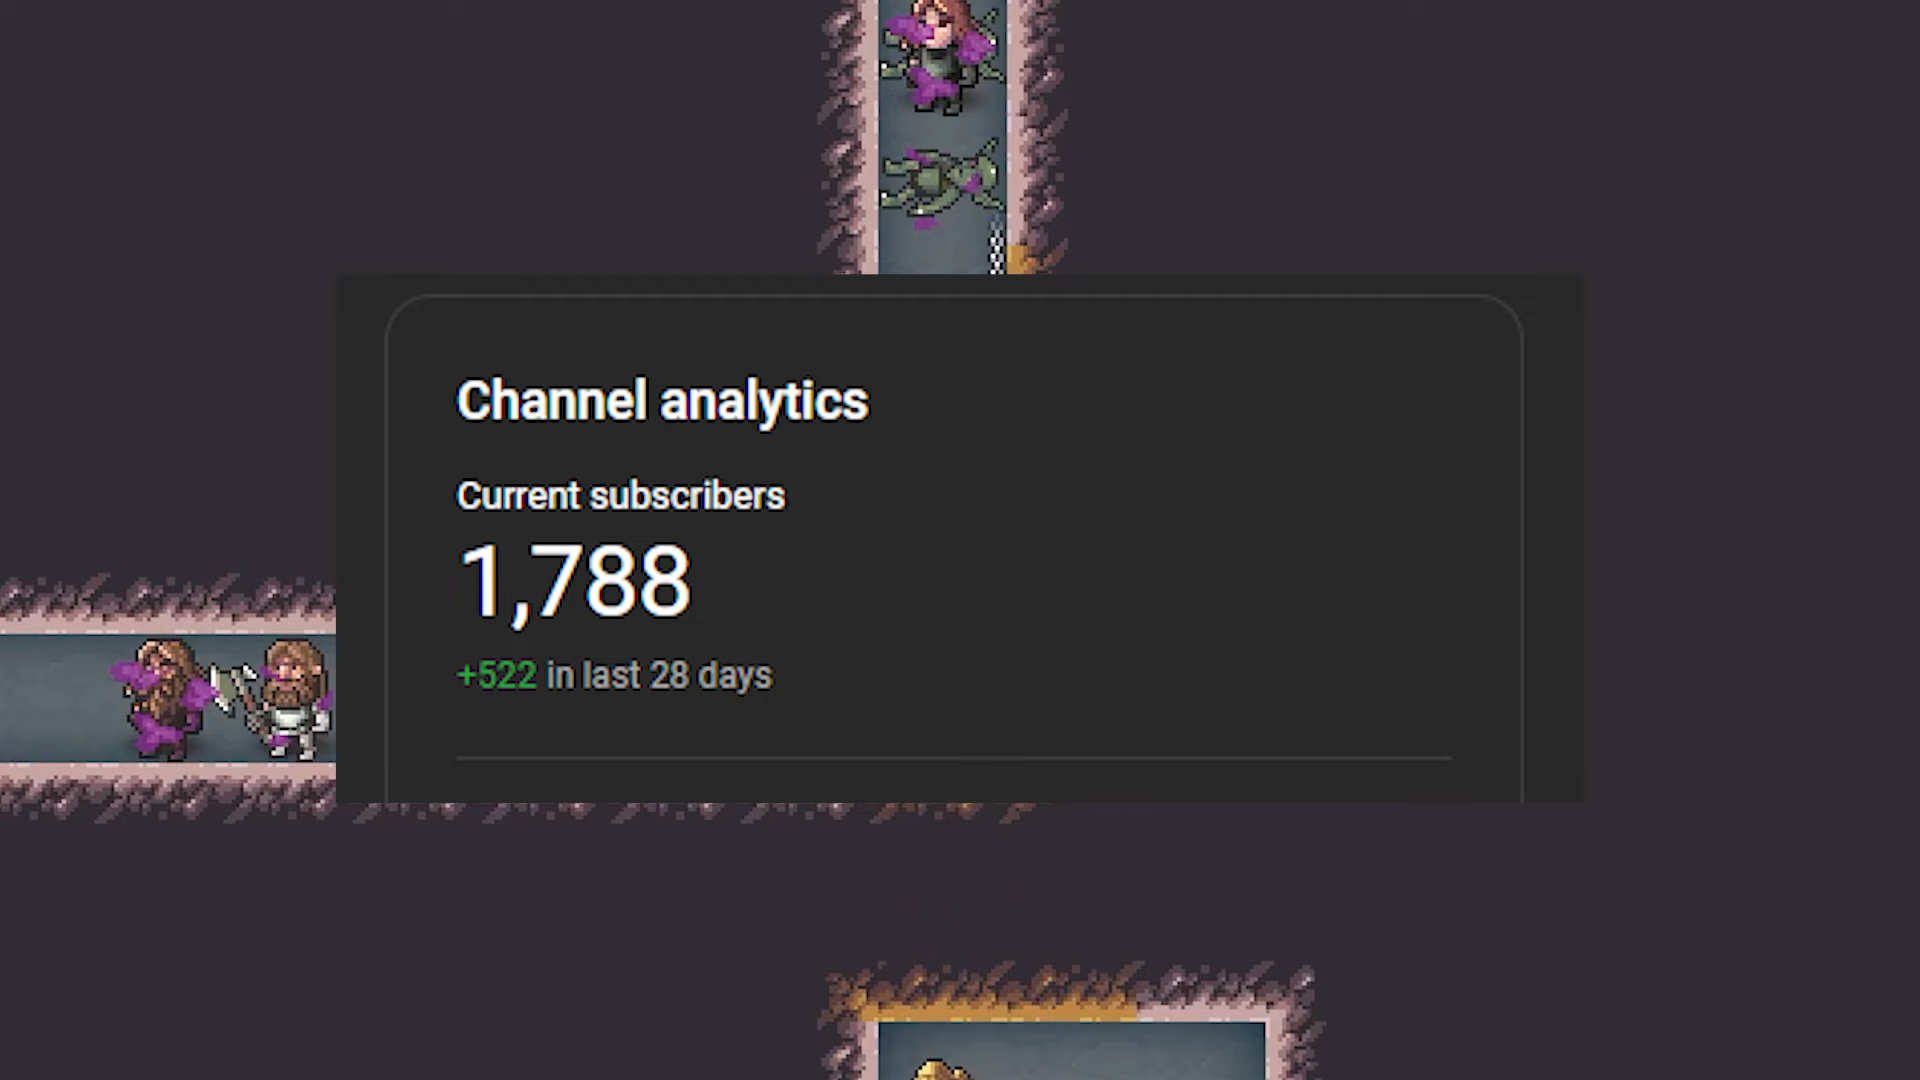 Channel analytics
Current subscribers
1,788
+522 in last 28 days